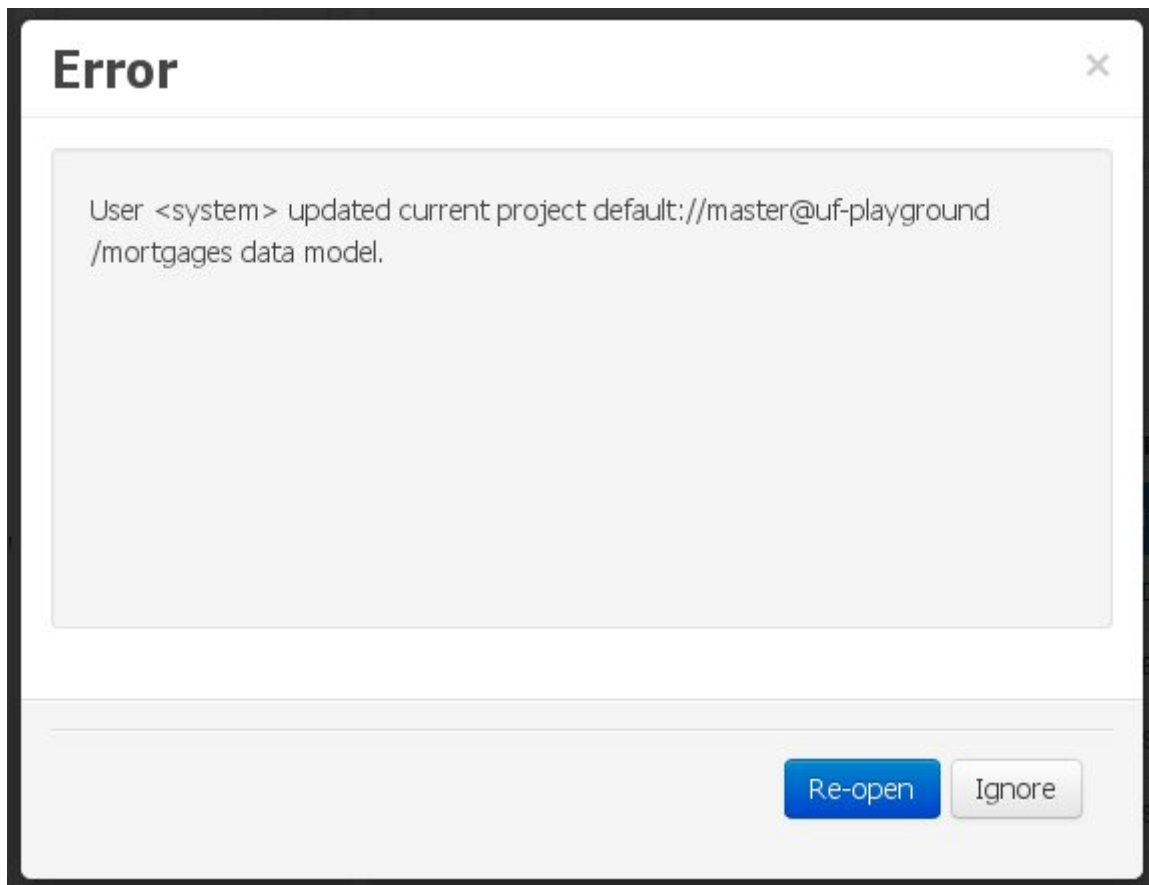 Error
×
User <system> updated current project default://master@uf-playground
/mortgages data model.
Re-open
Ignore